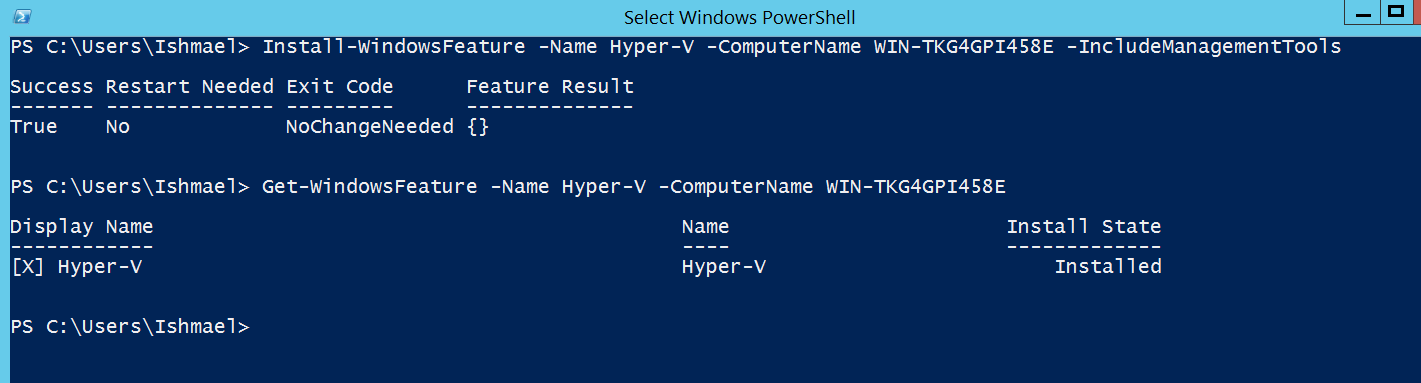 Select Windows PowerShell
PS C:\Users\Ishmael> Install-WindowsFeature -Name Hyper-V -ComputerName WIN-TKG4GPI458E -IncludeManagementTools
Success Restart Needed Exit Code      Feature Result
------- -------------- ---------      --------------
True    No             NoChangeNeeded {}
PS C:\Users\Ishmael> Get-WindowsFeature -Name Hyper-V -ComputerName WIN-TKG4GPI458E
Display Name                                            Name                       Install State
------------                                            ----                       -------------
[X] Hyper-V                                             Hyper-V                        Installed
PS C:\Users\Ishmael>